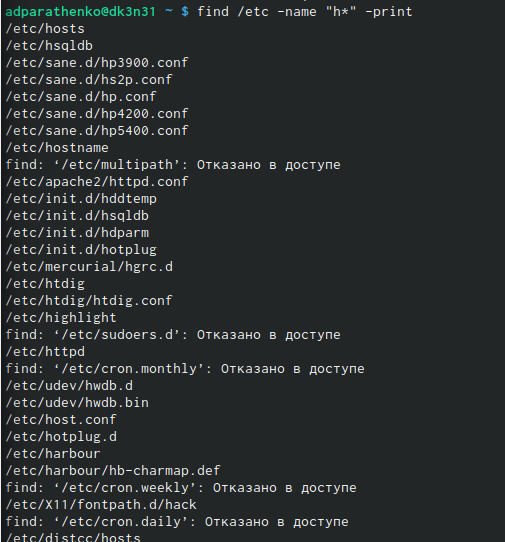 adparathenko@dk3n31 ~ $ find /etc -name "h*" -print
/etc/hosts
/etc/hsqldb
/etc/sane.d/hp3900.conf
/etc/sane.d/hs2p.conf
/etc/sane.d/hp.conf
/etc/sane.d/hp4200.conf
/etc/sane.d/hp5400.conf
/etc/hostname
find: ‘/etc/multipath’: Отказано в доступе
/etc/apache2/httpd.conf
/etc/init.d/hddtemp
/etc/init.d/hsqldb
/etc/init.d/hdparm
/etc/init.d/hotplug
/etc/mercurial/hgrc.d
/etc/htdig
/etc/htdig/htdig.conf
/etc/highlight
find: ‘/etc/sudoers.d’: Отказано в доступе
/etc/httpd
find: ‘/etc/cron.monthly’: Отказано в доступе
/etc/udev/hwdb.d
/etc/udev/hwdb.bin
/etc/host.conf
/etc/hotplug.d
/etc/harbour
/etc/harbour/hb-charmap.def
find: ‘/etc/cron.weekly’: Отказано в доступе
/etc/X11/fontpath.d/hack
find: ‘/etc/cron.daily’: Отказано в доступе
/etc/distcc/hosts